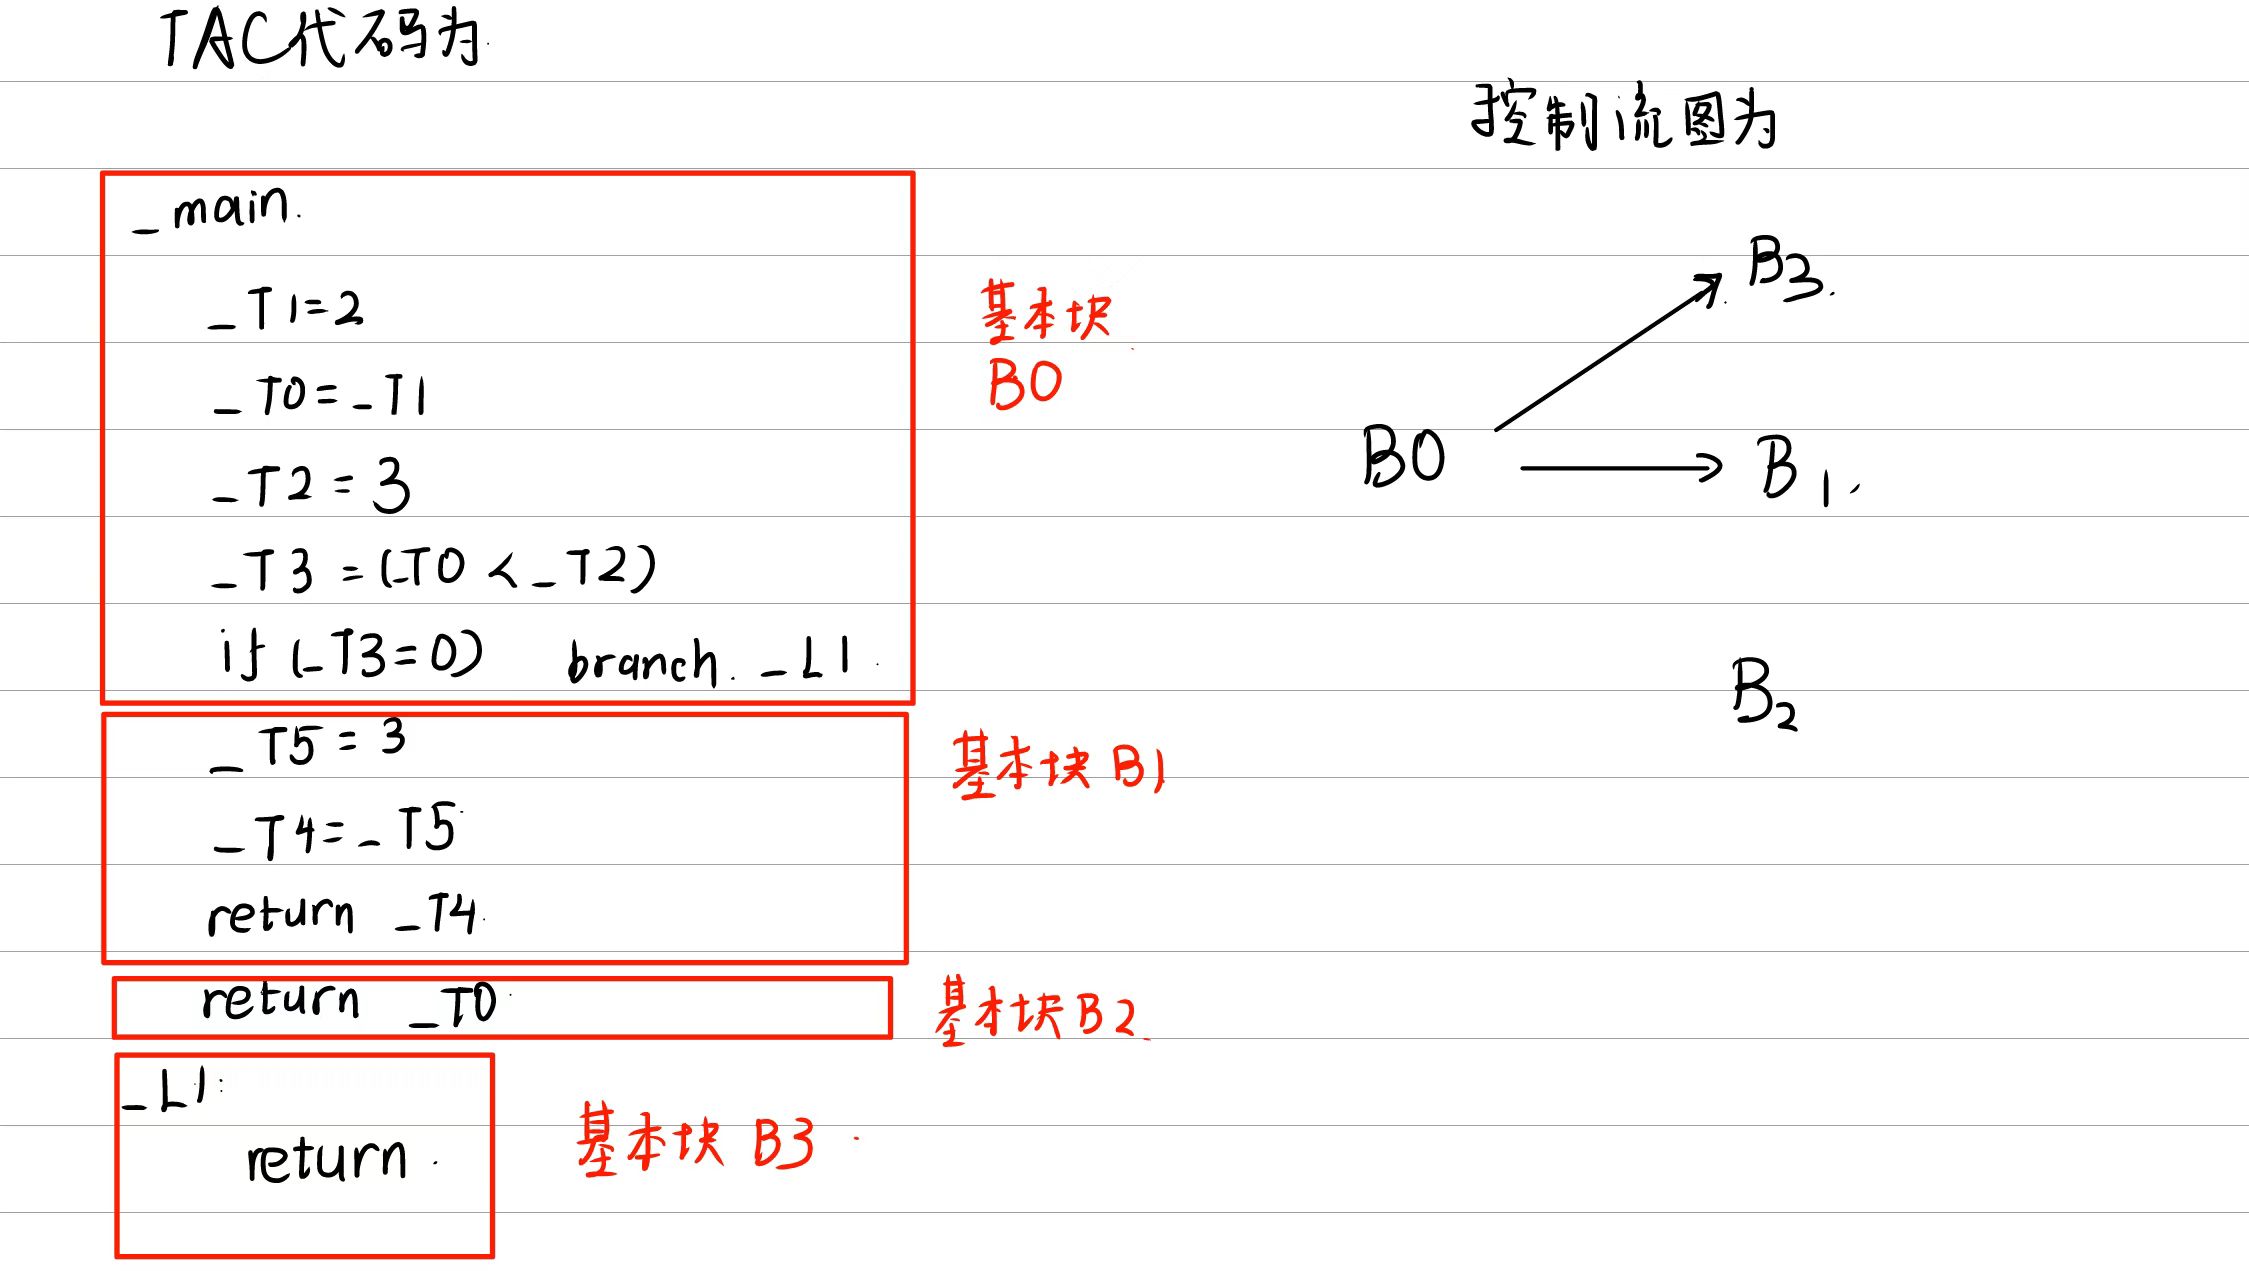 TAC代码为
控制流图为
_main.
_T1=2
_T0=_T1
_T2=3
_T3=(_T0<_T2)
if (_T3=0) branch. _L1
基本块
B0
_T5=3
_T4=_T5
return _T4
基本块 B1
return _T0
基本块 B2
_L1:
return
基本块 B3
B3
B0
B1
B2